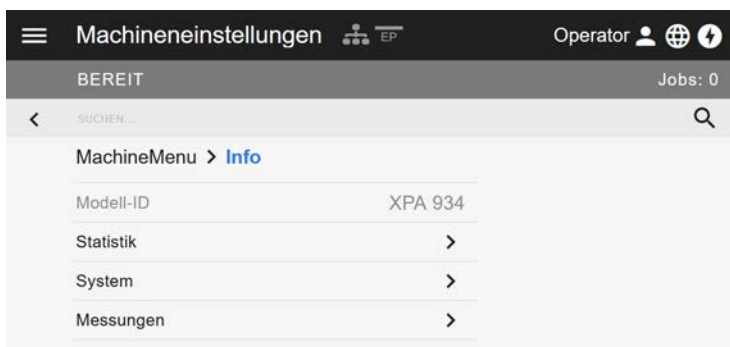 Machineneinstellungen EP Operator
BEREIT Jobs: 0
SUCHEN...
MachineMenu > Info
Modell-ID XPA 934
Statistik >
System >
Messungen >